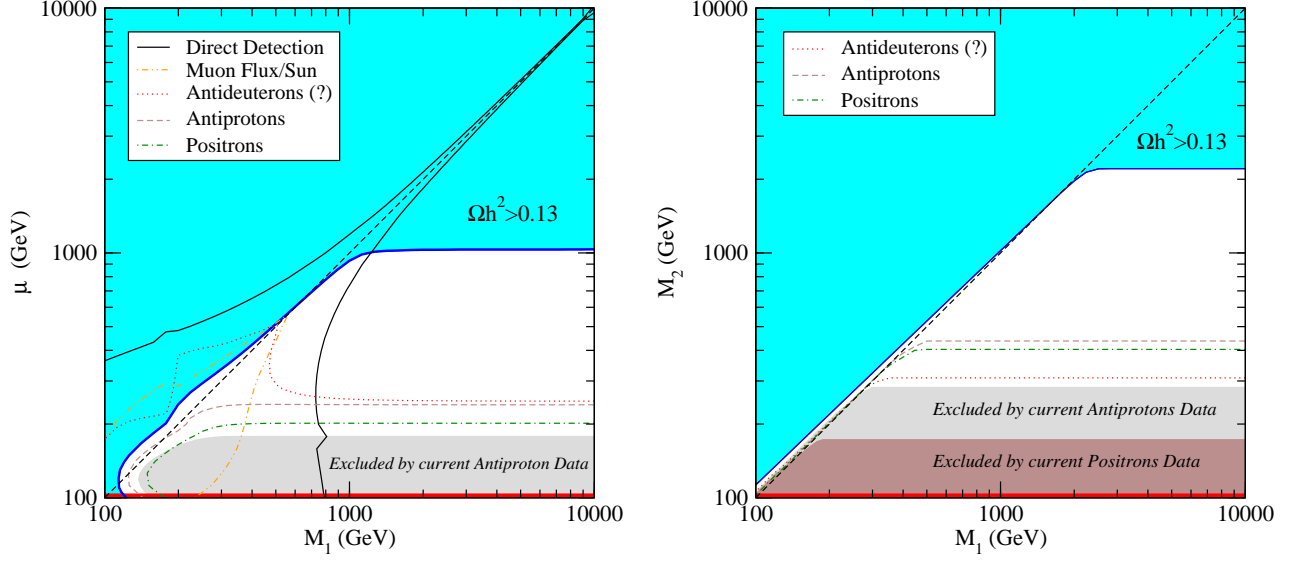 10000
1000
100
μ (GeV)
Direct Detection
Muon Flux/Sun
Antideuterons (?)
Antiprotons
Positrons
Ωh²>0.13
Excluded by current Antiproton Data
100
1000
10000
M₁ (GeV)
10000
1000
100
M₂ (GeV)
Antideuterons (?)
Antiprotons
Positrons
Ωh²>0.13
Excluded by current Antiprotons Data
Excluded by current Positrons Data
100
1000
10000
M₁ (GeV)